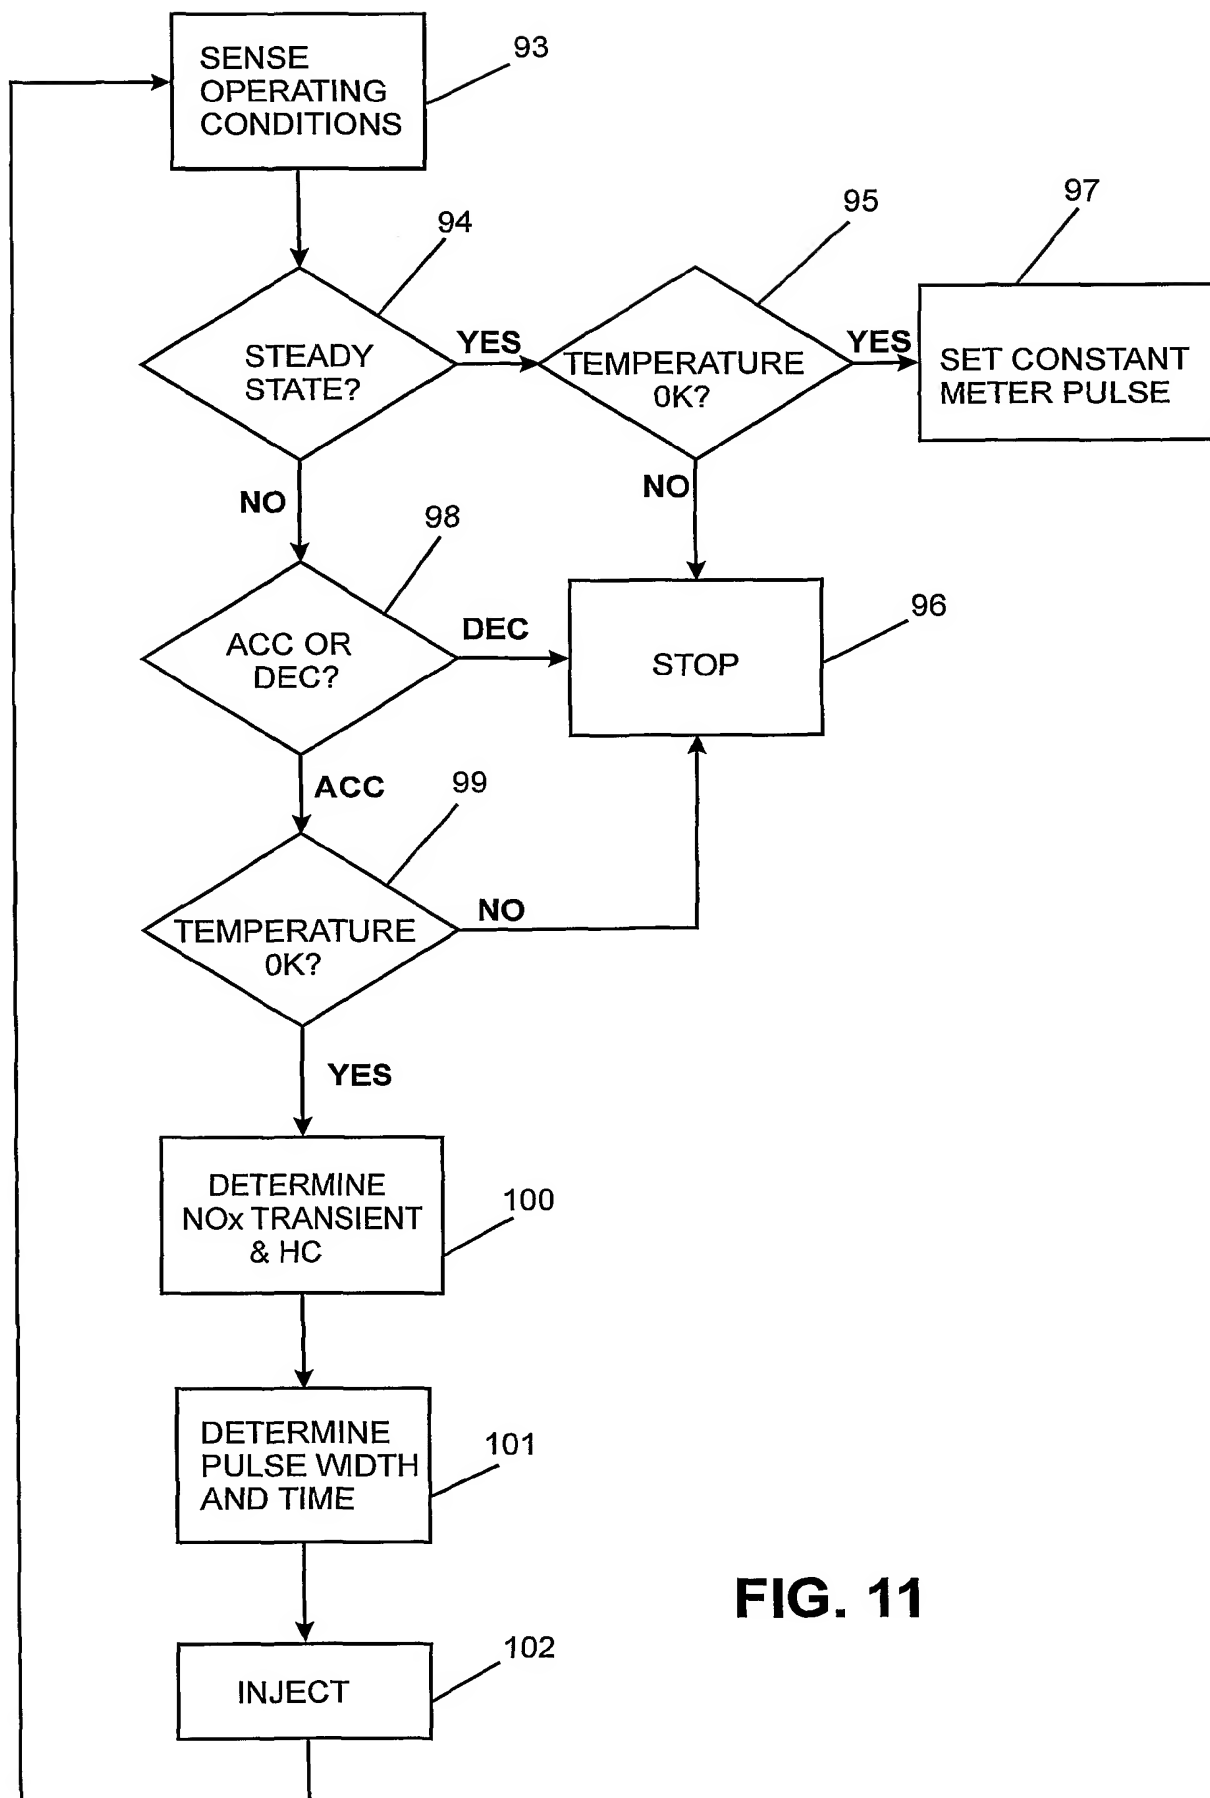 SENSE
OPERATING
CONDITIONS
93
94
STEADY
STATE?
YES
95
TEMPERATURE
0K?
YES
97
SET CONSTANT
METER PULSE
NO
NO
98
ACC OR
DEC?
DEC
STOP
96
ACC
99
TEMPERATURE
0K?
NO
YES
DETERMINE
NOx TRANSIENT
& HC
100
DETERMINE
PULSE WIDTH
AND TIME
101
INJECT
102
FIG. 11